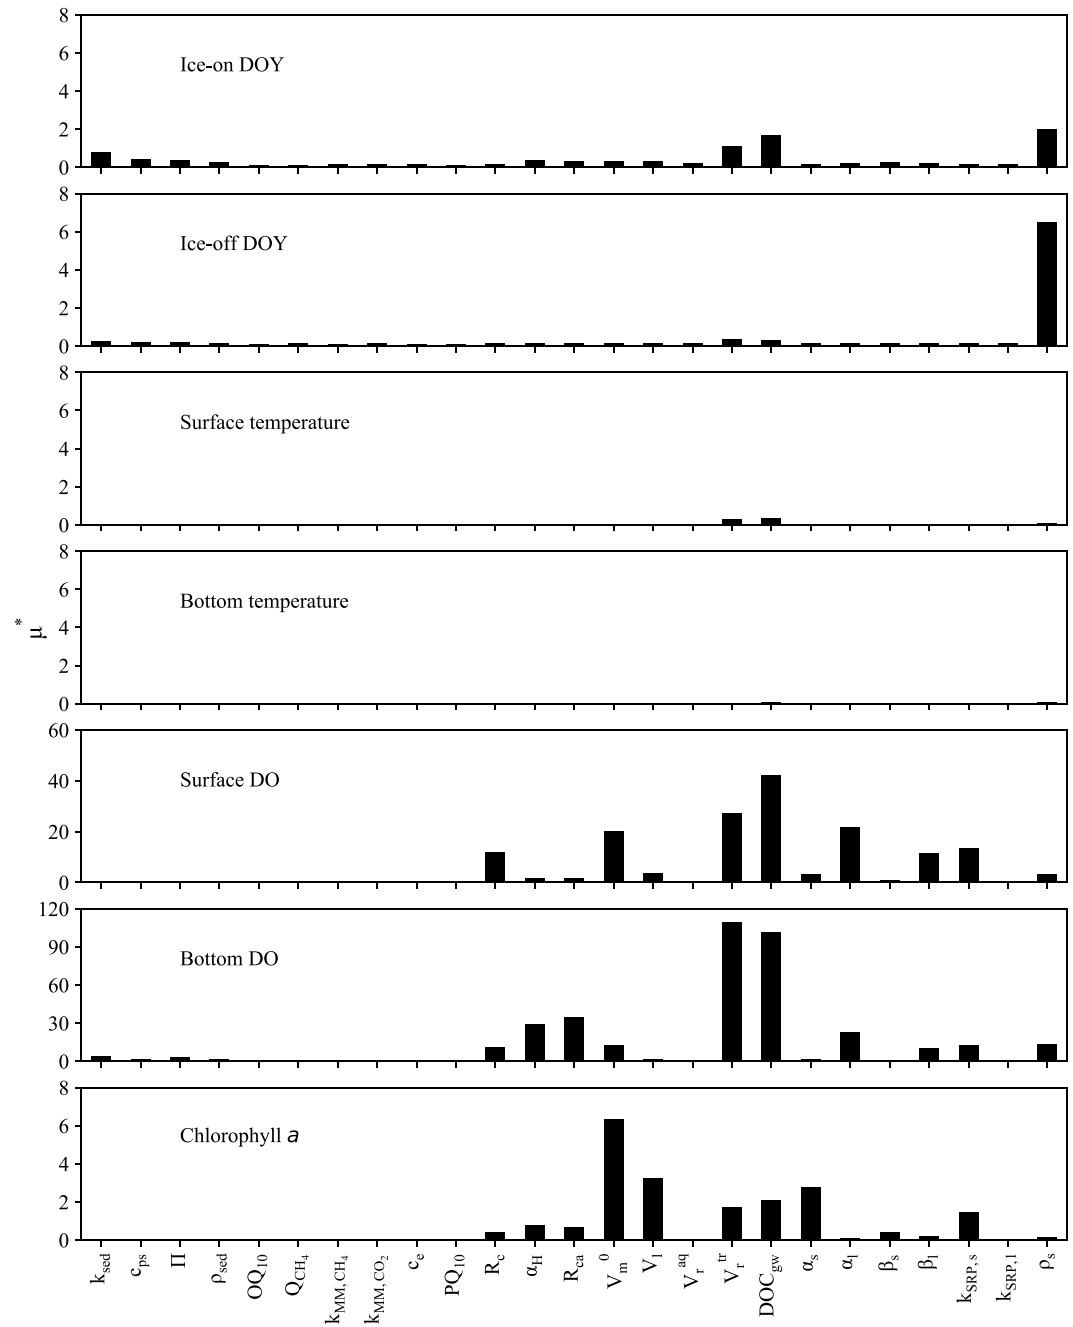 8
6
Ice-on DOY
4
2
0
8
6
Ice-off DOY
4
2
0
8
6
Surface temperature
4
2
0
8
6
Bottom temperature
4
2
0
μ*
60
Surface DO
40
20
0
120
90
Bottom DO
60
30
0
8
6
Chlorophyll a
4
2
0
k_sed
c_ps
Π
ρ_sed
OQ_10
Q_CH_4
k_MM, CH_4
k_MM, CO_2
c_e
PQ_10
R_c
α_H
R_ca
V_m^0
V_l
V_r^aq
V_r^tr
DOC_gw
α_s
α_l
β_s
β_l
k_SRP, s
k_SRP, l
ρ_s